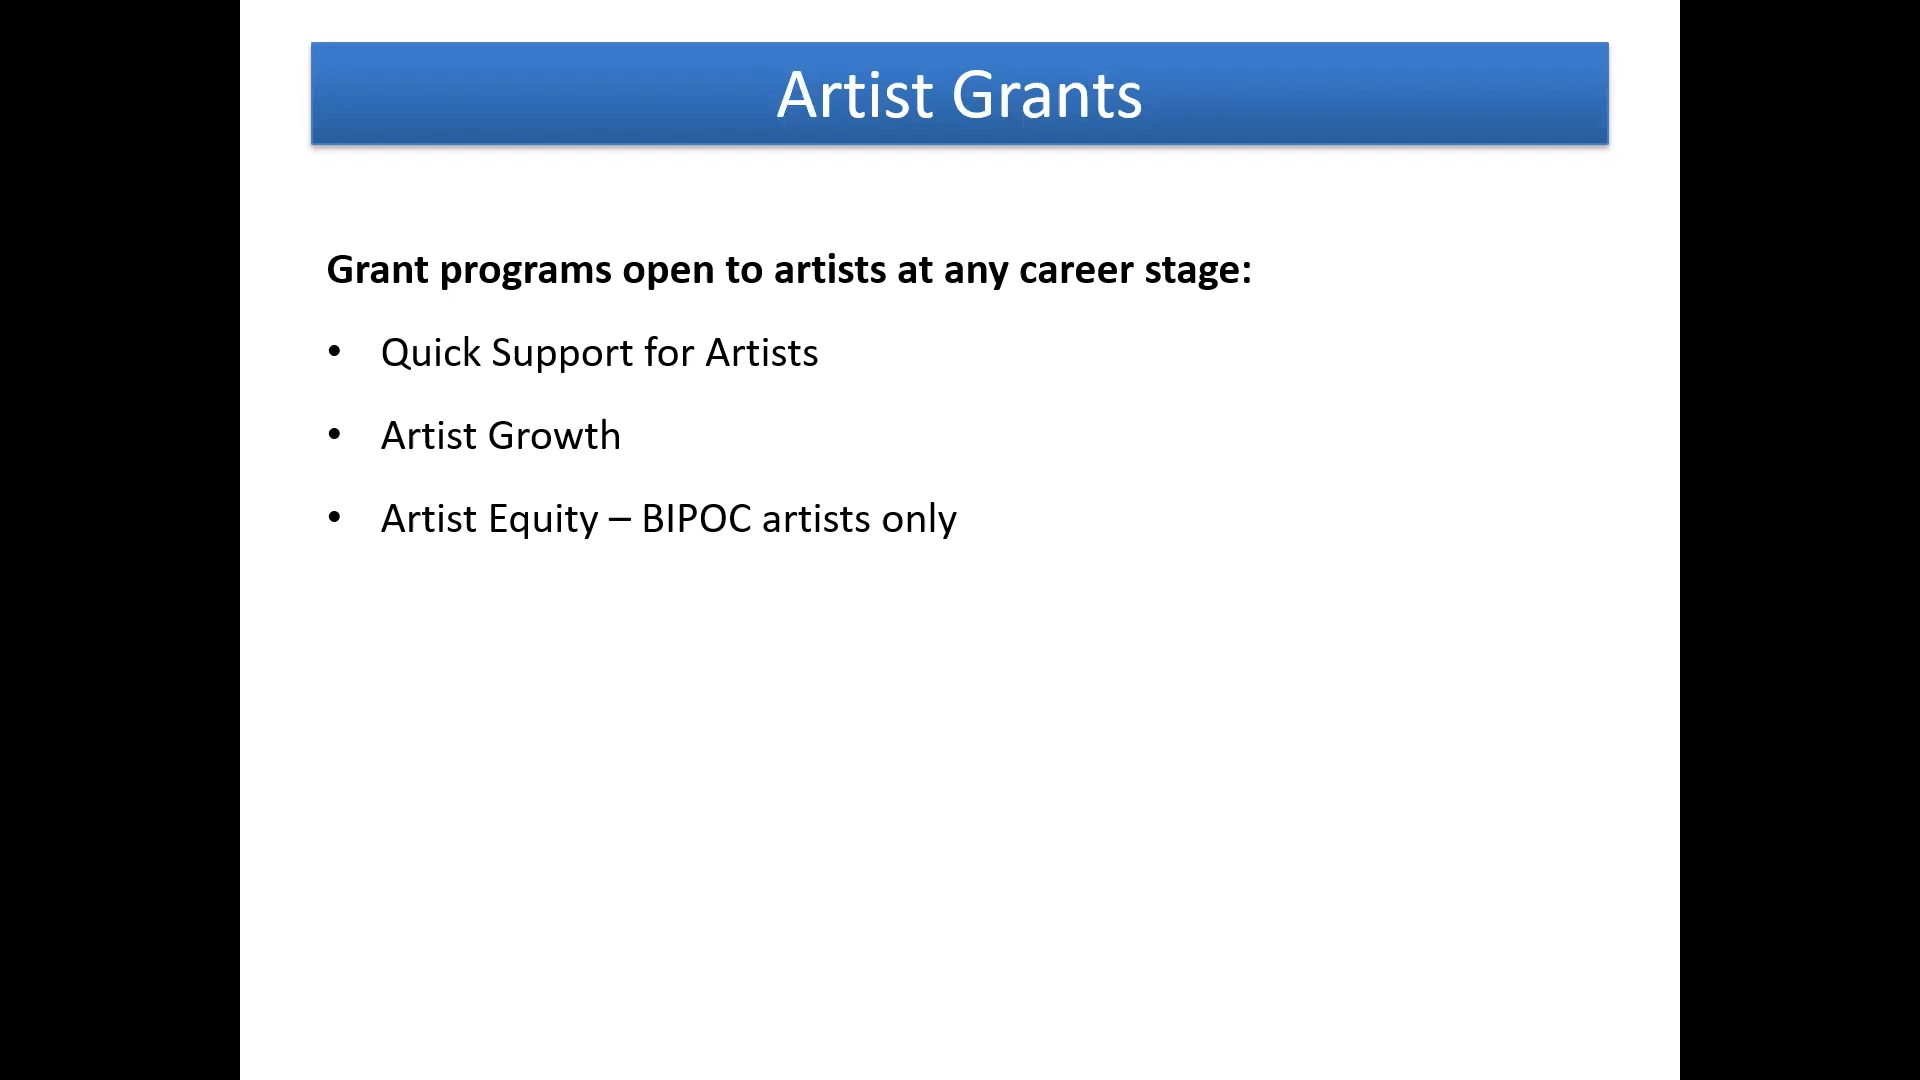 Artist Grants
Grant programs open to artists at any career stage:
• Quick Support for Artists
• Artist Growth
• Artist Equity – BIPOC artists only